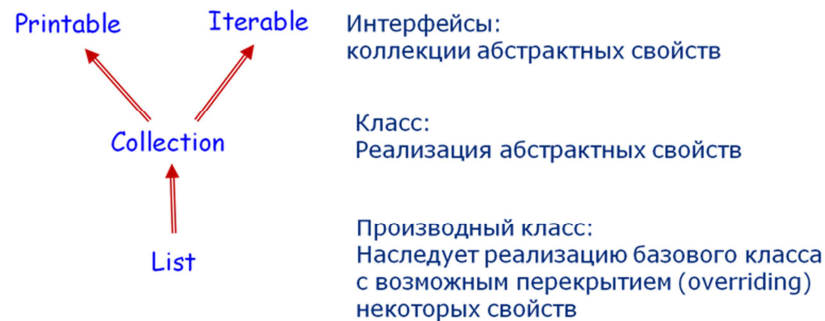 Printable
Iterable
Интерфейсы:
коллекции абстрактных свойств
Collection
Класс:
Реализация абстрактных свойств
List
Производный класс:
Наследует реализацию базового класса
с возможным перекрытием (overriding)
некоторых свойств